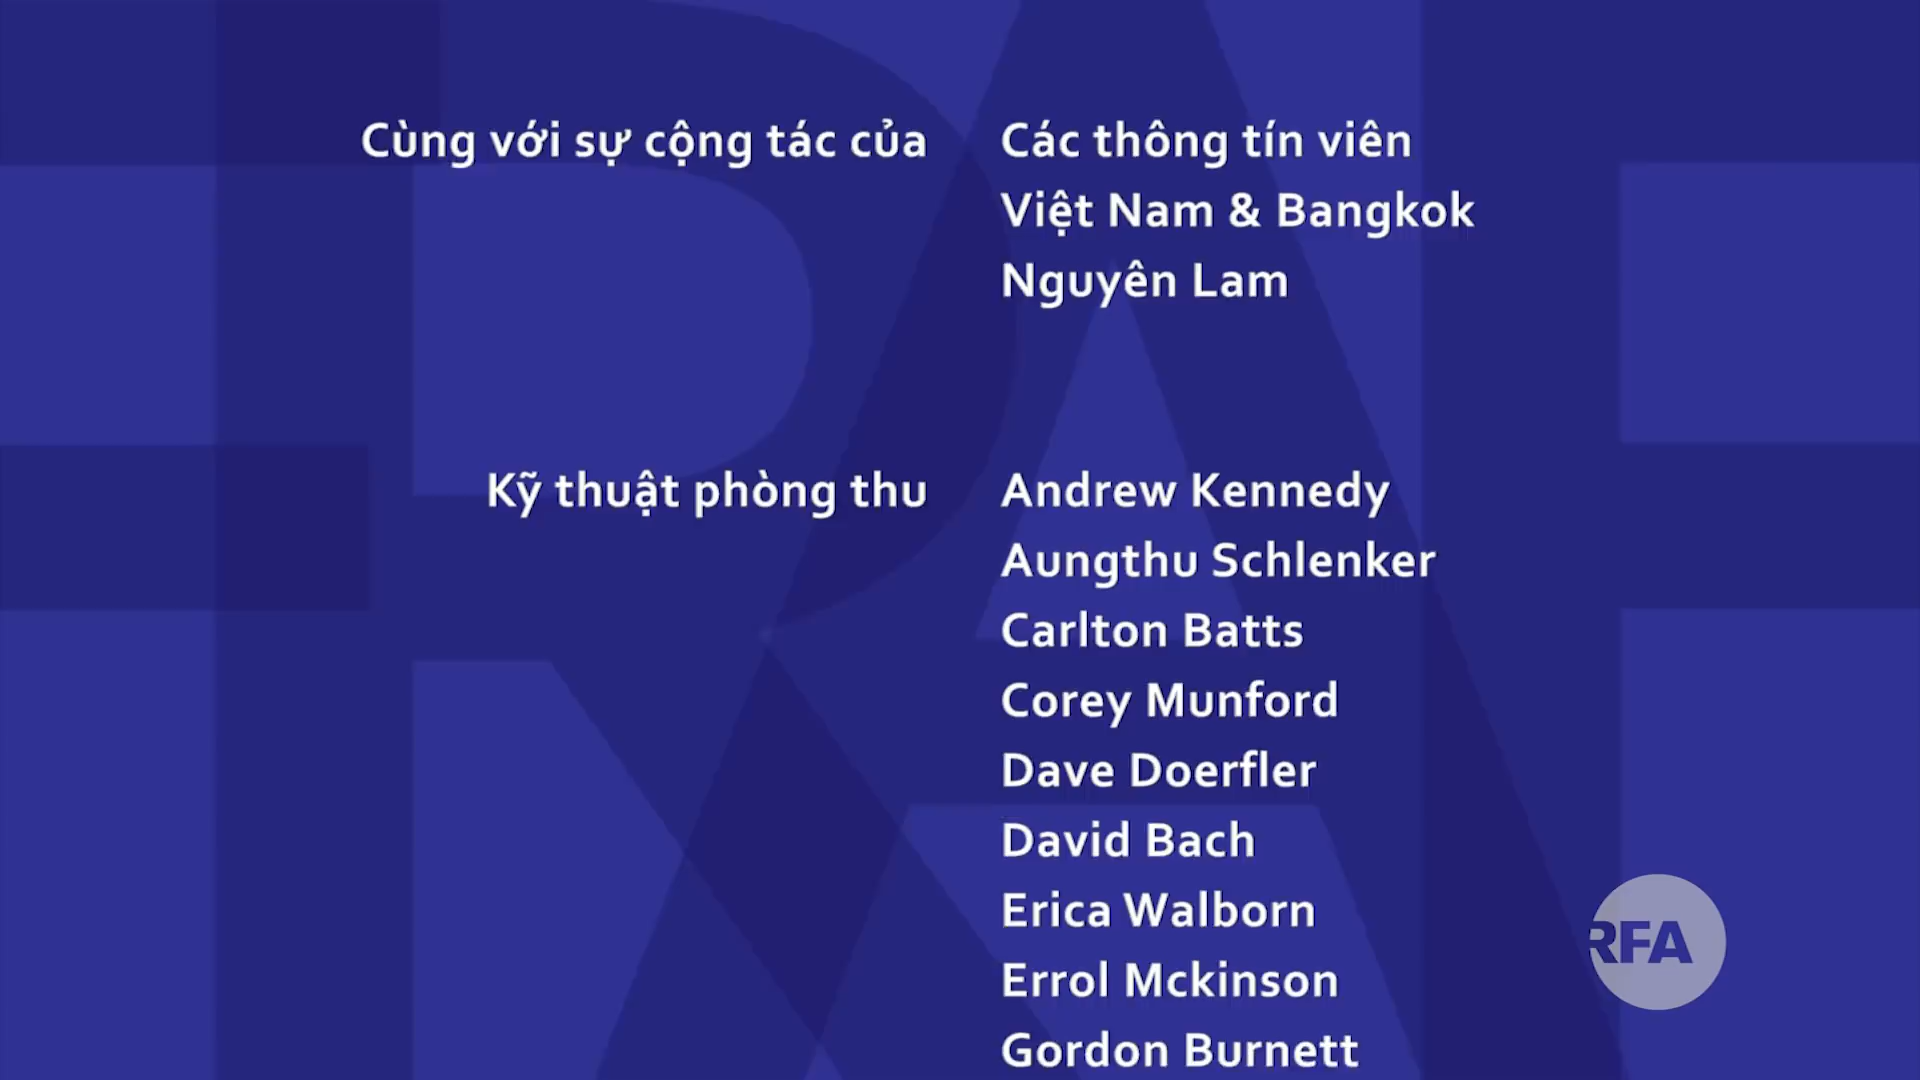 Cùng với sự cộng tác của Các thông tín viên
Việt Nam & Bangkok
Nguyên Lam
Kỹ thuật phòng thu Andrew Kennedy
Aungthu Schlenker
Carlton Batts
Corey Munford
Dave Doerfler
David Bach
Erica Walborn
Errol Mckinson
Gordon Burnett
RFA